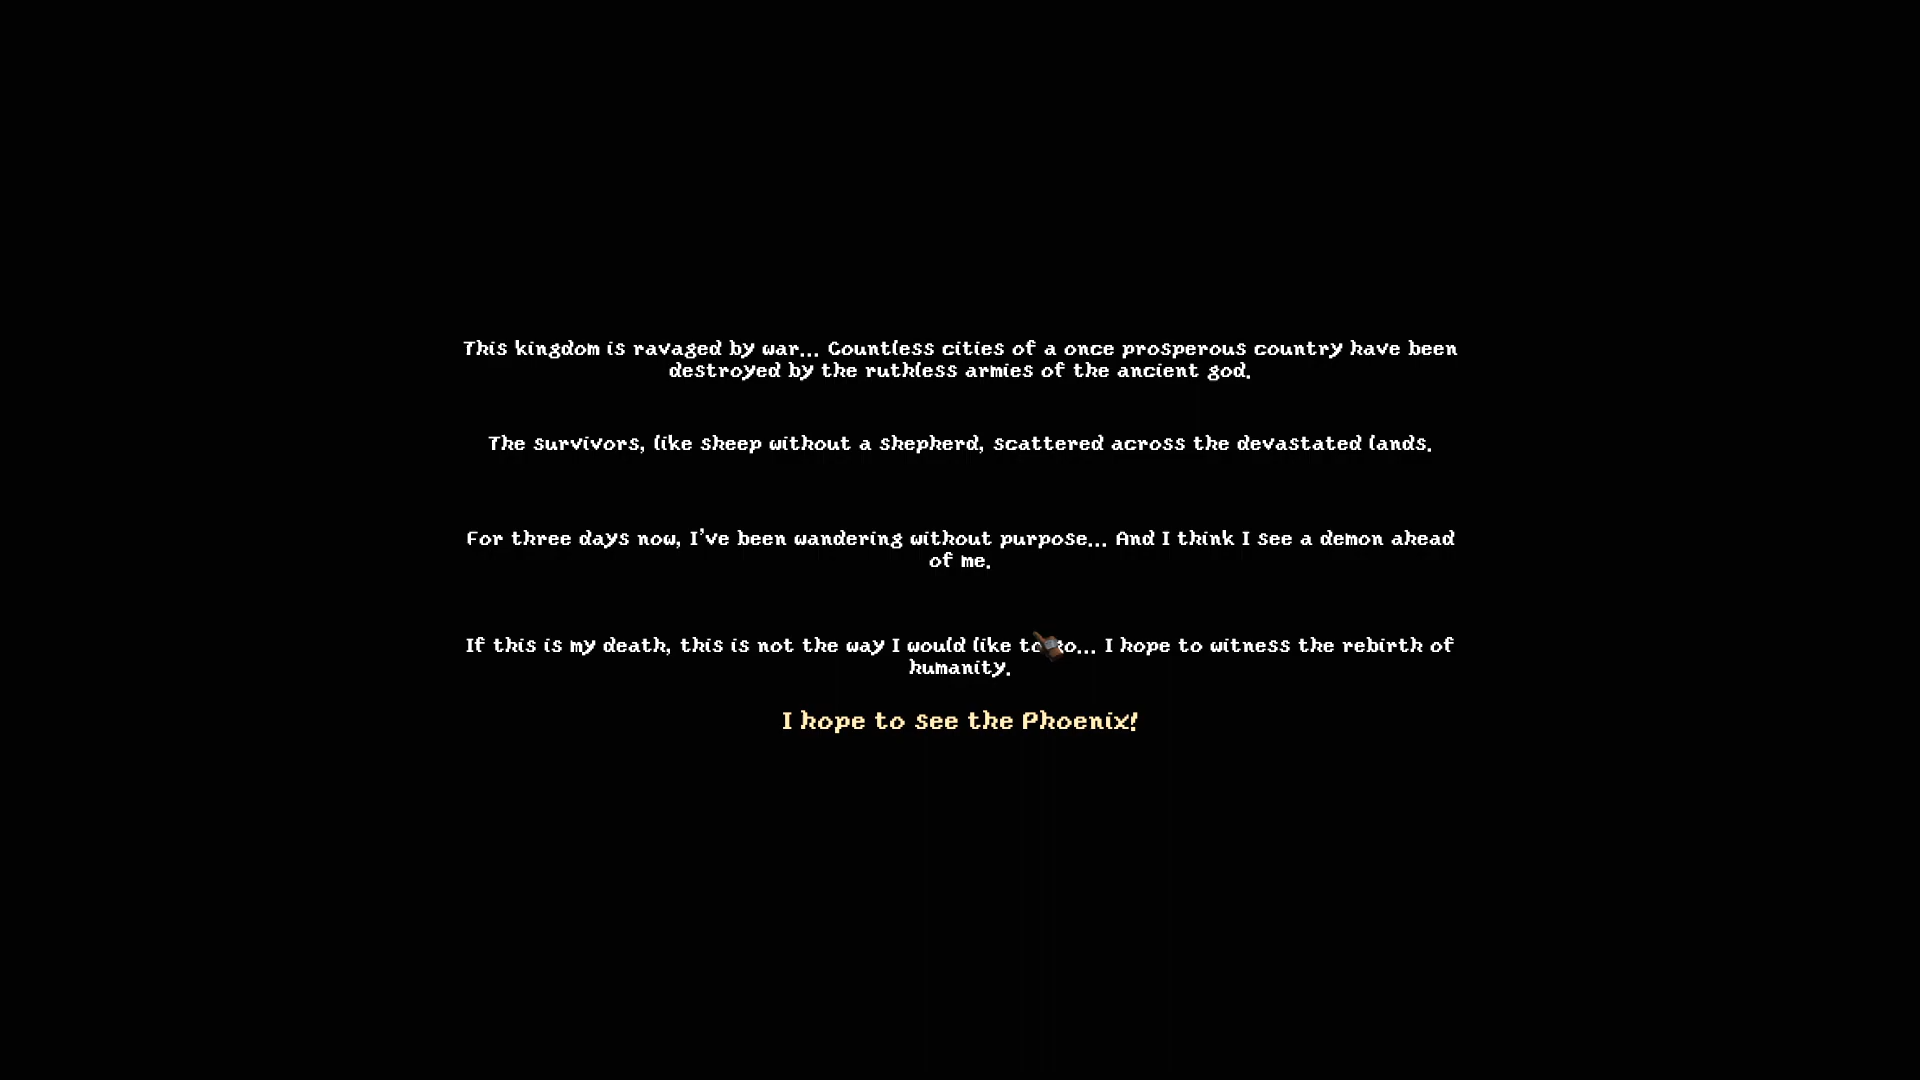 This kingdom is ravaged by war... Countless cities of a once prosperous country have been
destroyed by the ruthless armies of the ancient god.
The survivors, like sheep without a shepherd, scattered across the devastated lands.
For three days now, I've been wandering without purpose... And I think I see a demon ahead
of me.
If this is my death, this is not the way I would like to... I hope to witness the rebirth of
humanity.
I hope to see the Phoenix!